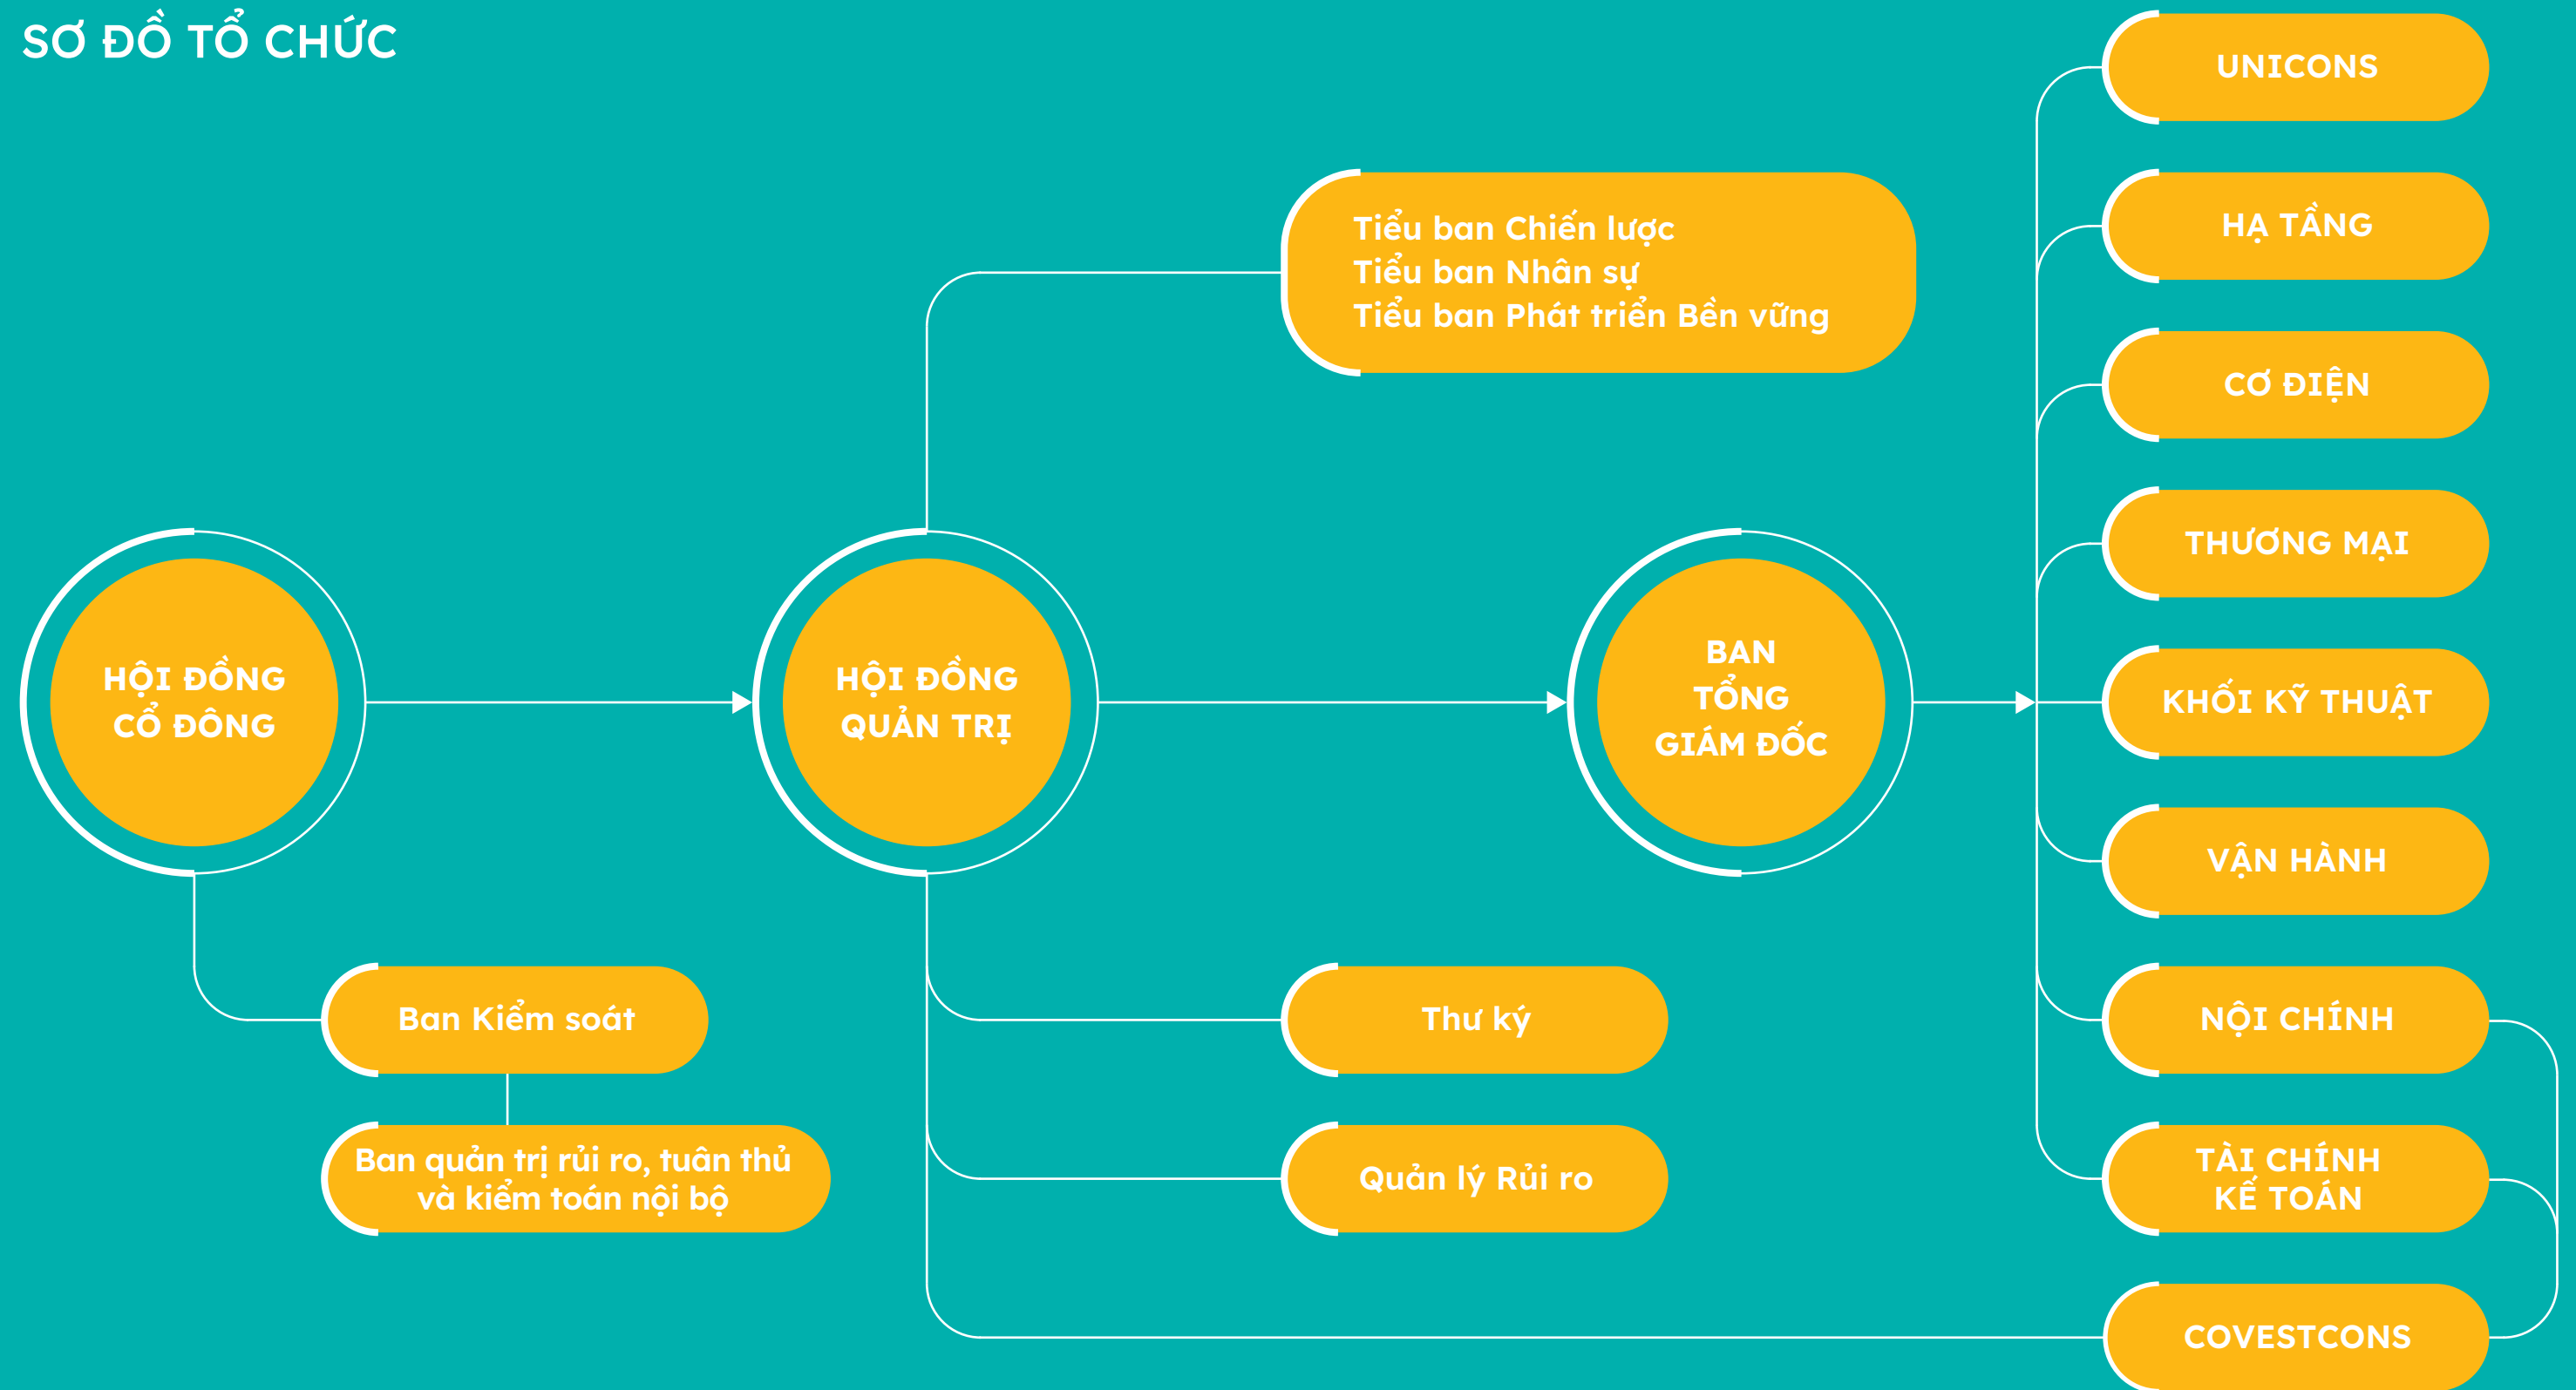 SƠ ĐỒ TỔ CHỨC
HỘI ĐỒNG
CỔ ĐÔNG
Ban Kiểm soát
Ban quản trị rủi ro, tuân thủ
và kiểm toán nội bộ
HỘI ĐỒNG
QUẢN TRỊ
Tiểu ban Chiến lược
Tiểu ban Nhân sự
Tiểu ban Phát triển Bền vững
Thư ký
Quản lý Rủi ro
BAN
TỔNG
GIÁM ĐỐC
UNICONS
HẠ TẦNG
CƠ ĐIỆN
THƯƠNG MẠI
KHỐI KỸ THUẬT
VẬN HÀNH
NỘI CHÍNH
TÀI CHÍNH
KẾ TOÁN
COVESTCONS